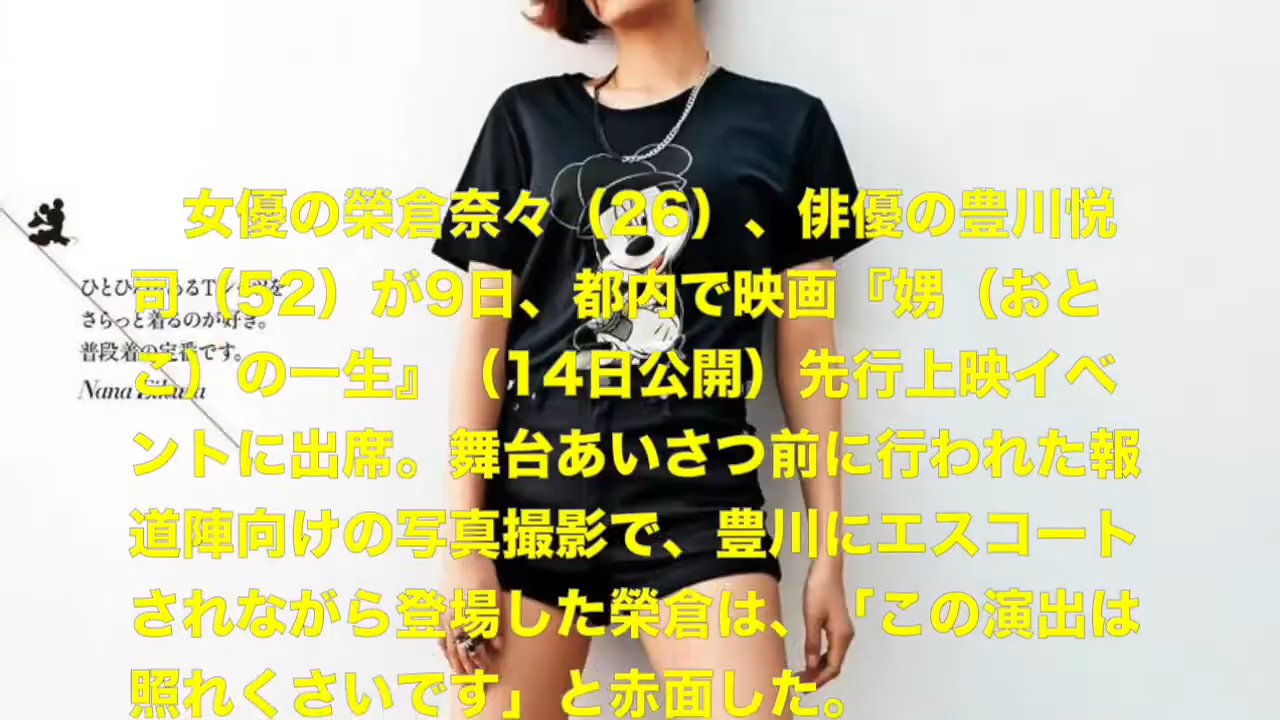 女優の榮倉奈々（26）、俳優の豊川悦
司（52）が9日、都内で映画『娚（おと
こ）の一生』（14日公開）先行上映イベ
ントに出席。舞台あいさつ前に行われた報
道陣向けの写真撮影で、豊川にエスコート
されながら登場した榮倉は、「この演出は
照れくさいです」と赤面した。
ひとひ
るTシ
を
さらっと着るのが好き。
普段着の定番です。
Nana Eikura